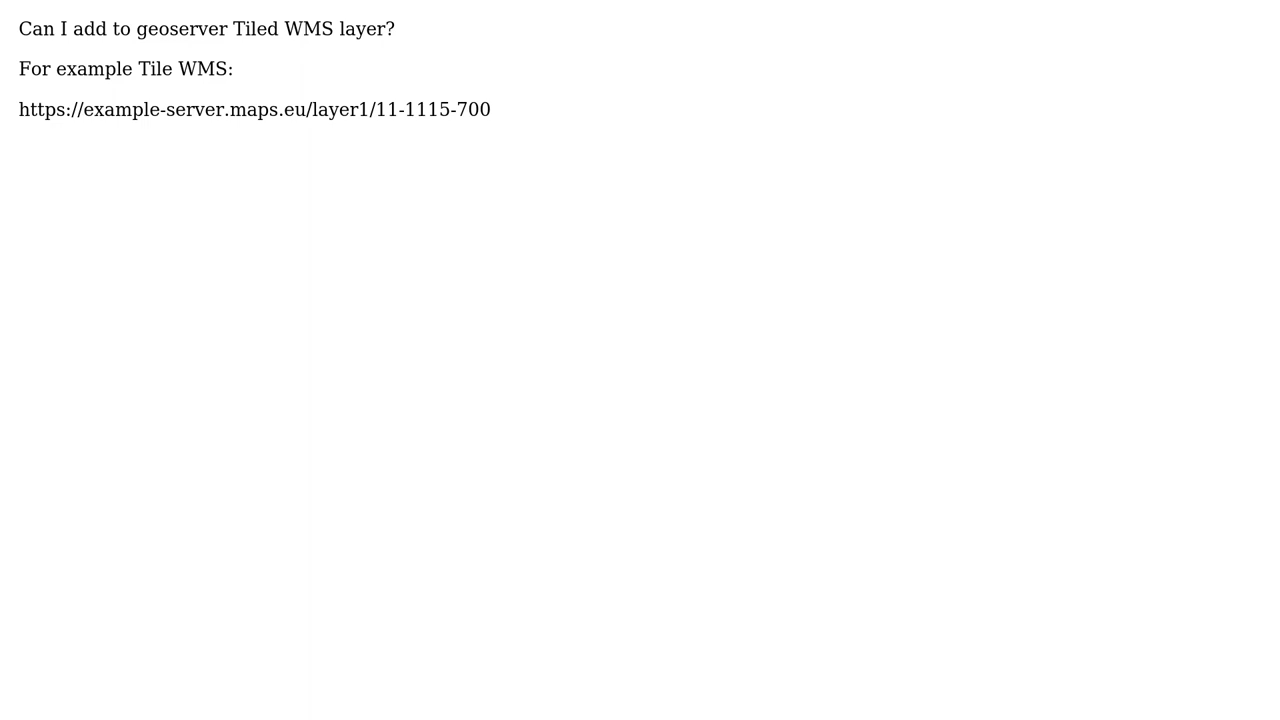 Can I add to geoserver Tiled WMS layer?
For example Tile WMS:
https://example-server.maps.eu/layer1/11-1115-700